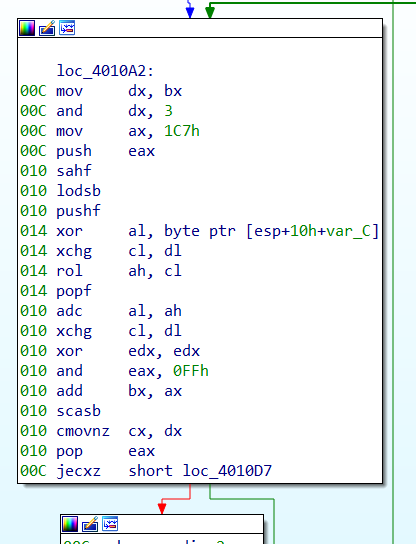 loc_4010A2:
00C mov dx, bx
00C and dx, 3
00C mov ax, 1C7h
00C push eax
010 sahf
010 lodsb
010 pushf
014 xor al, byte ptr [esp+10h+var_C]
014 xchg cl, dl
014 rol ah, cl
014 popf
010 adc al, ah
010 xchg cl, dl
010 xor edx, edx
010 and eax, 0FFh
010 add bx, ax
010 scasb
010 cmovnz cx, dx
010 pop eax
00C jecxz short loc_4010D7